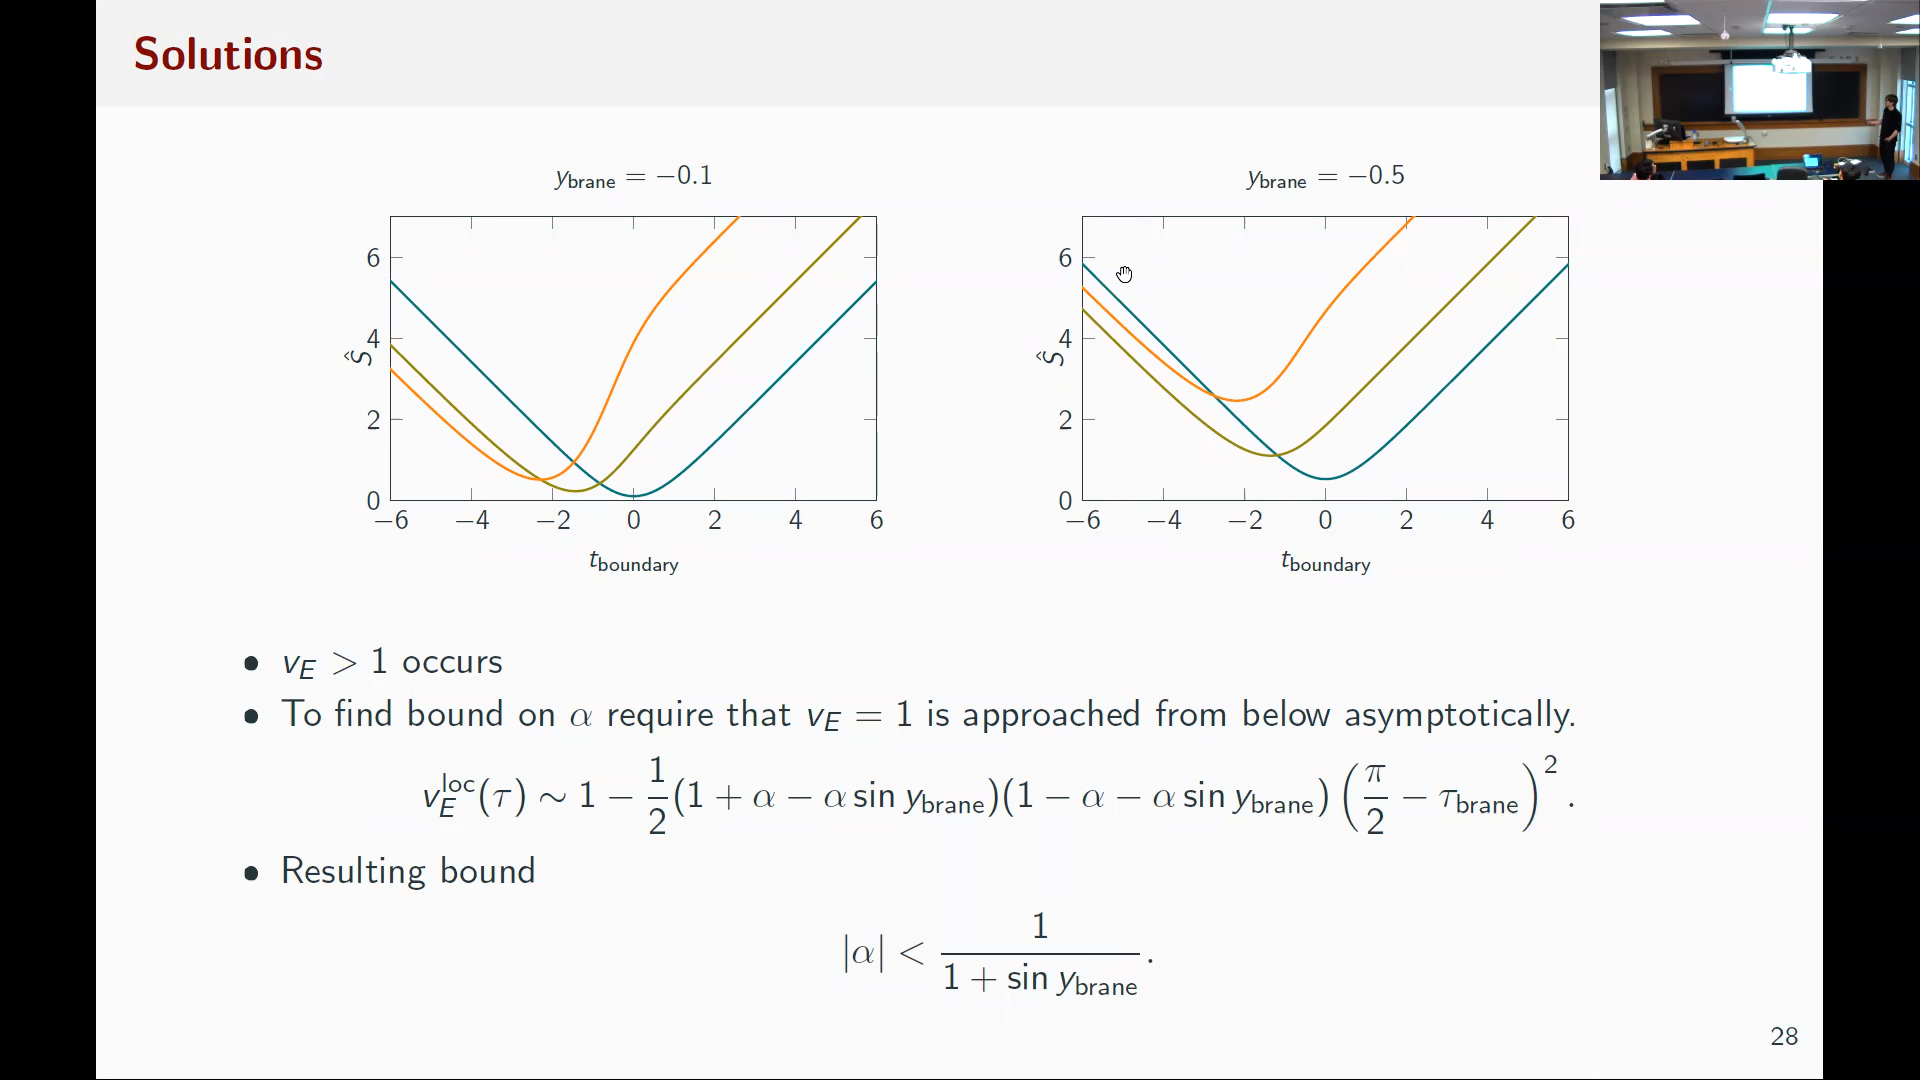 Solutions
y_brane = −0.1
y_brane = −0.5
Ŝ
6
4
2
0
−6 −4 −2 0 2 4 6
t_boundary
Ŝ
6
4
2
0
−6 −4 −2 0 2 4 6
t_boundary
• v_E > 1 occurs
• To find bound on α require that v_E = 1 is approached from below asymptotically.
v_E^loc(τ) ∼ 1 − 1/2 (1 + α − α sin y_brane)(1 − α − α sin y_brane) (π/2 − τ_brane)^2 .
• Resulting bound
|α| < 1/(1 + sin y_brane) .
28